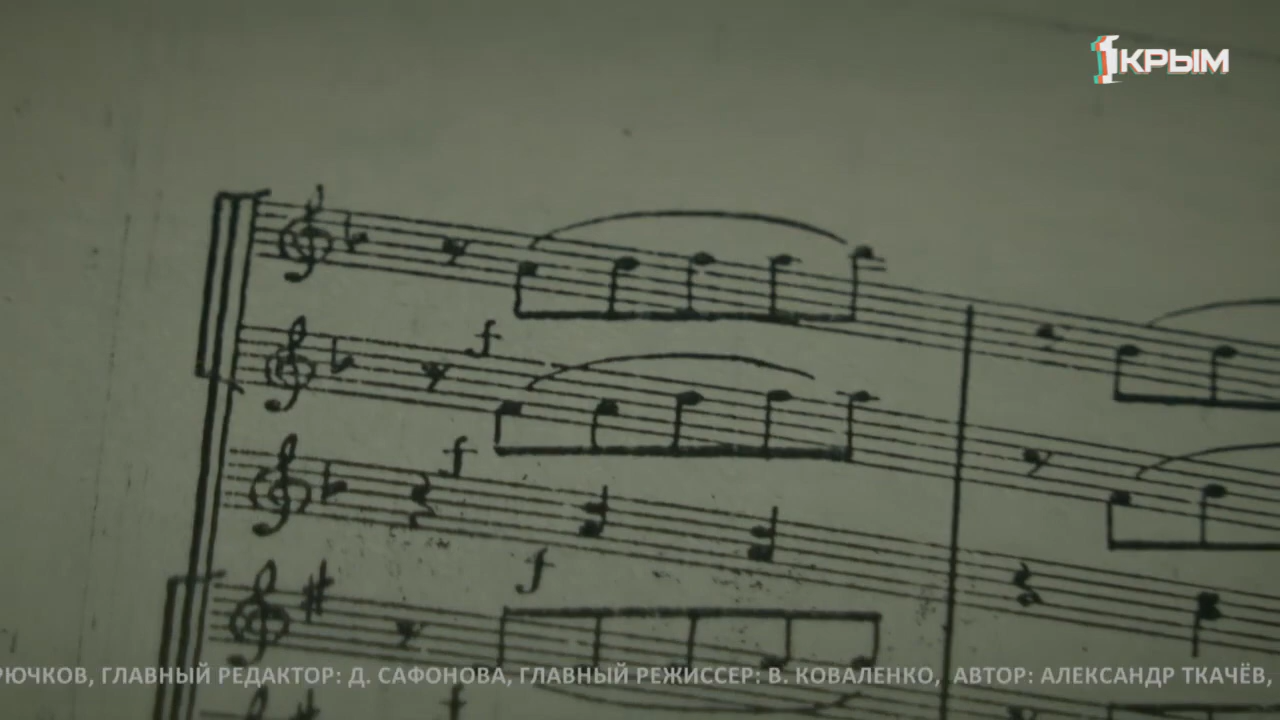 1КРЫМ
f
f
f
РЮЧКОВ, ГЛАВНЫЙ РЕДАКТОР: Д. САФОНОВА, ГЛАВНЫЙ РЕЖИССЕР: В. КОВАЛЕНКО, АВТОР: АЛЕКСАНДР ТКАЧЁВ,
f